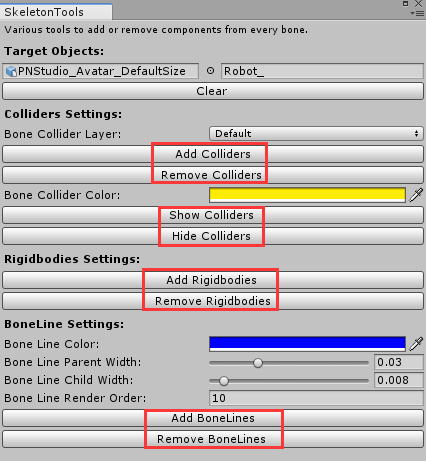 SkeletonTools
Various tools to add or remove components from every bone.
Target Objects:
PNStudio_Avatar_DefaultSize Robot_
Clear
Colliders Settings:
Bone Collider Layer: Default
Add Colliders
Remove Colliders
Bone Collider Color:
Show Colliders
Hide Colliders
Rigidbodies Settings:
Add Rigidbodies
Remove Rigidbodies
BoneLine Settings:
Bone Line Color:
Bone Line Parent Width: 0.03
Bone Line Child Width: 0.008
Bone Line Render Order: 10
Add BoneLines
Remove BoneLines